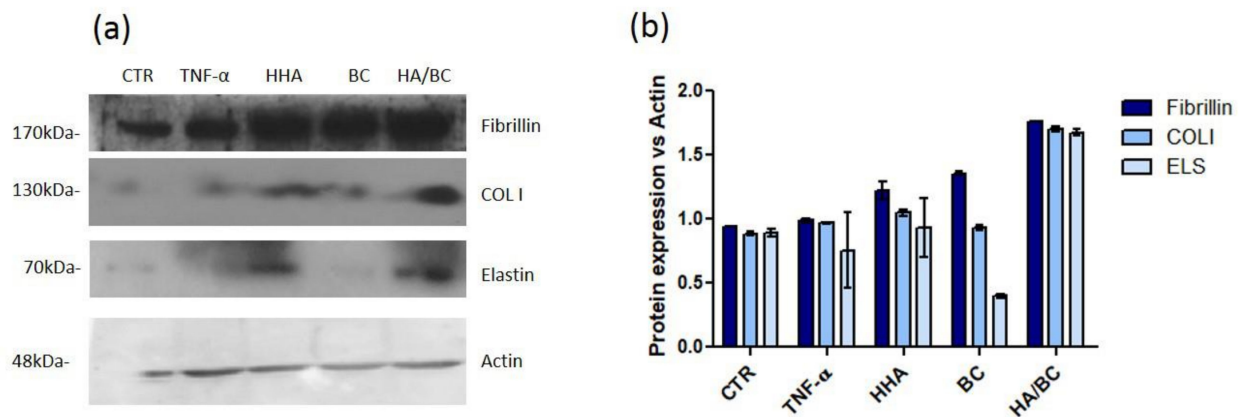 (a)
CTR TNF-α HHA BC HA/BC
170kDa- Fibrillin
130kDa- COL I
70kDa- Elastin
48kDa- Actin
(b)
Protein expression vs Actin
2.0
1.5
1.0
0.5
0.0
CTR TNF-α HHA BC HA/BC
Fibrillin
COLI
ELS